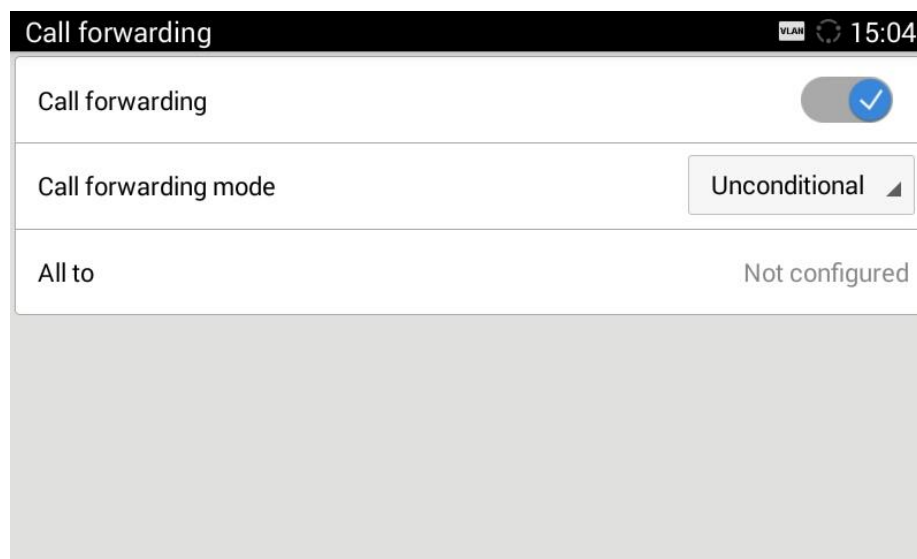 Call forwarding VLAN 15:04
Call forwarding
Call forwarding mode Unconditional
All to Not configured